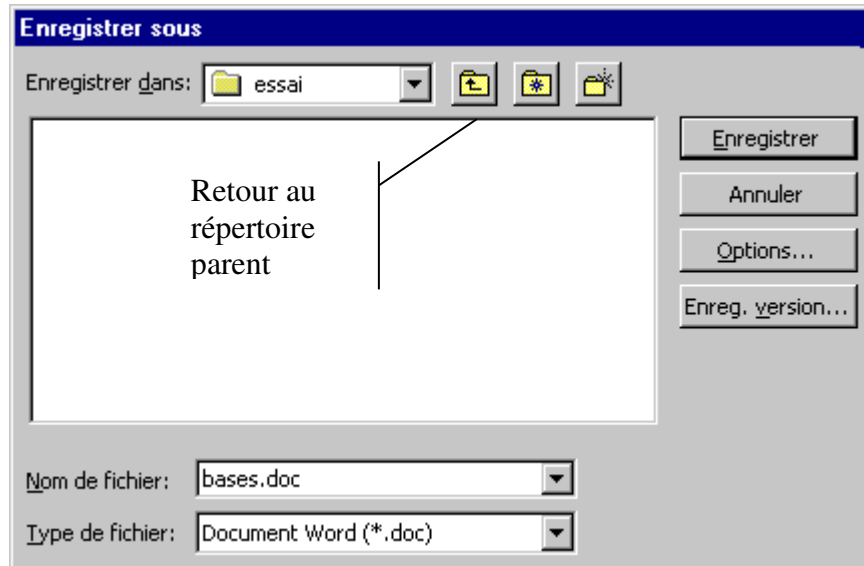 Enregistrer sous
Enregistrer dans: essai
Enregistrer
Retour au
répertoire
parent
Annuler
Options...
Enreg. version...
Nom de fichier: bases.doc
Type de fichier: Document Word (*.doc)